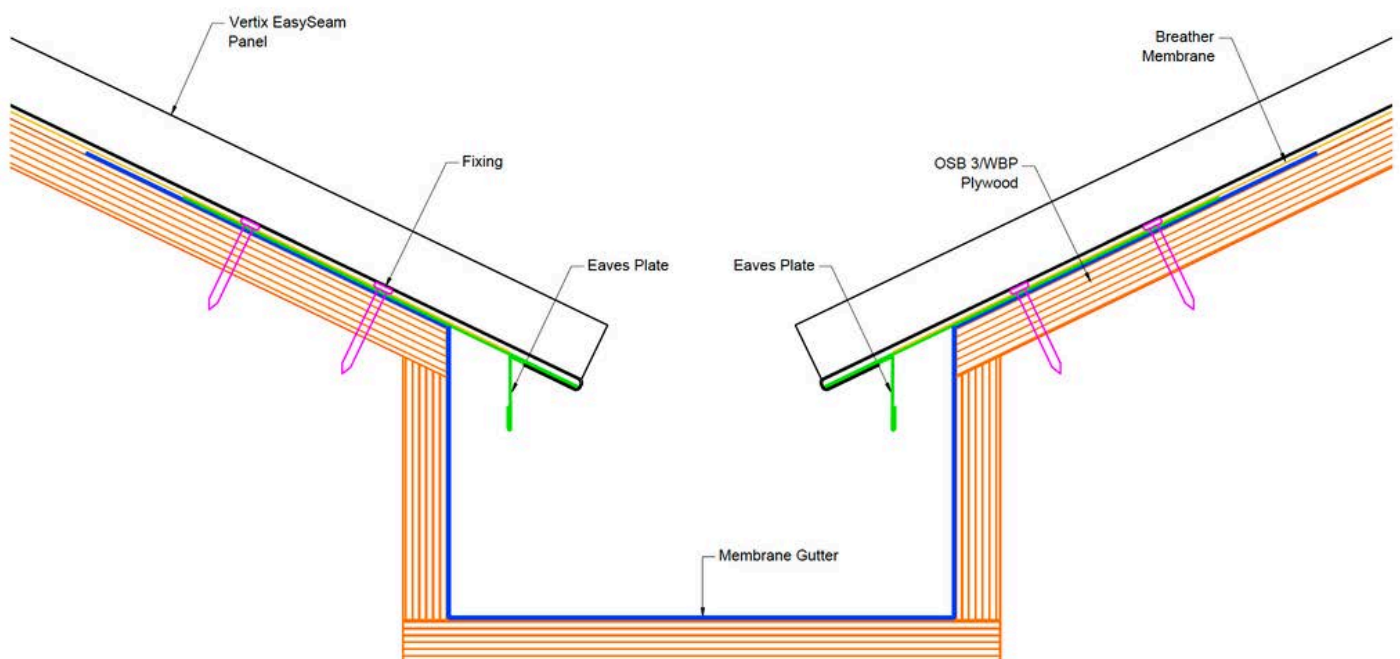 Vertix EasySeam
Panel
Breather
Membrane
Fixing
OSB 3/WBP
Plywood
Eaves Plate
Eaves Plate
Membrane Gutter